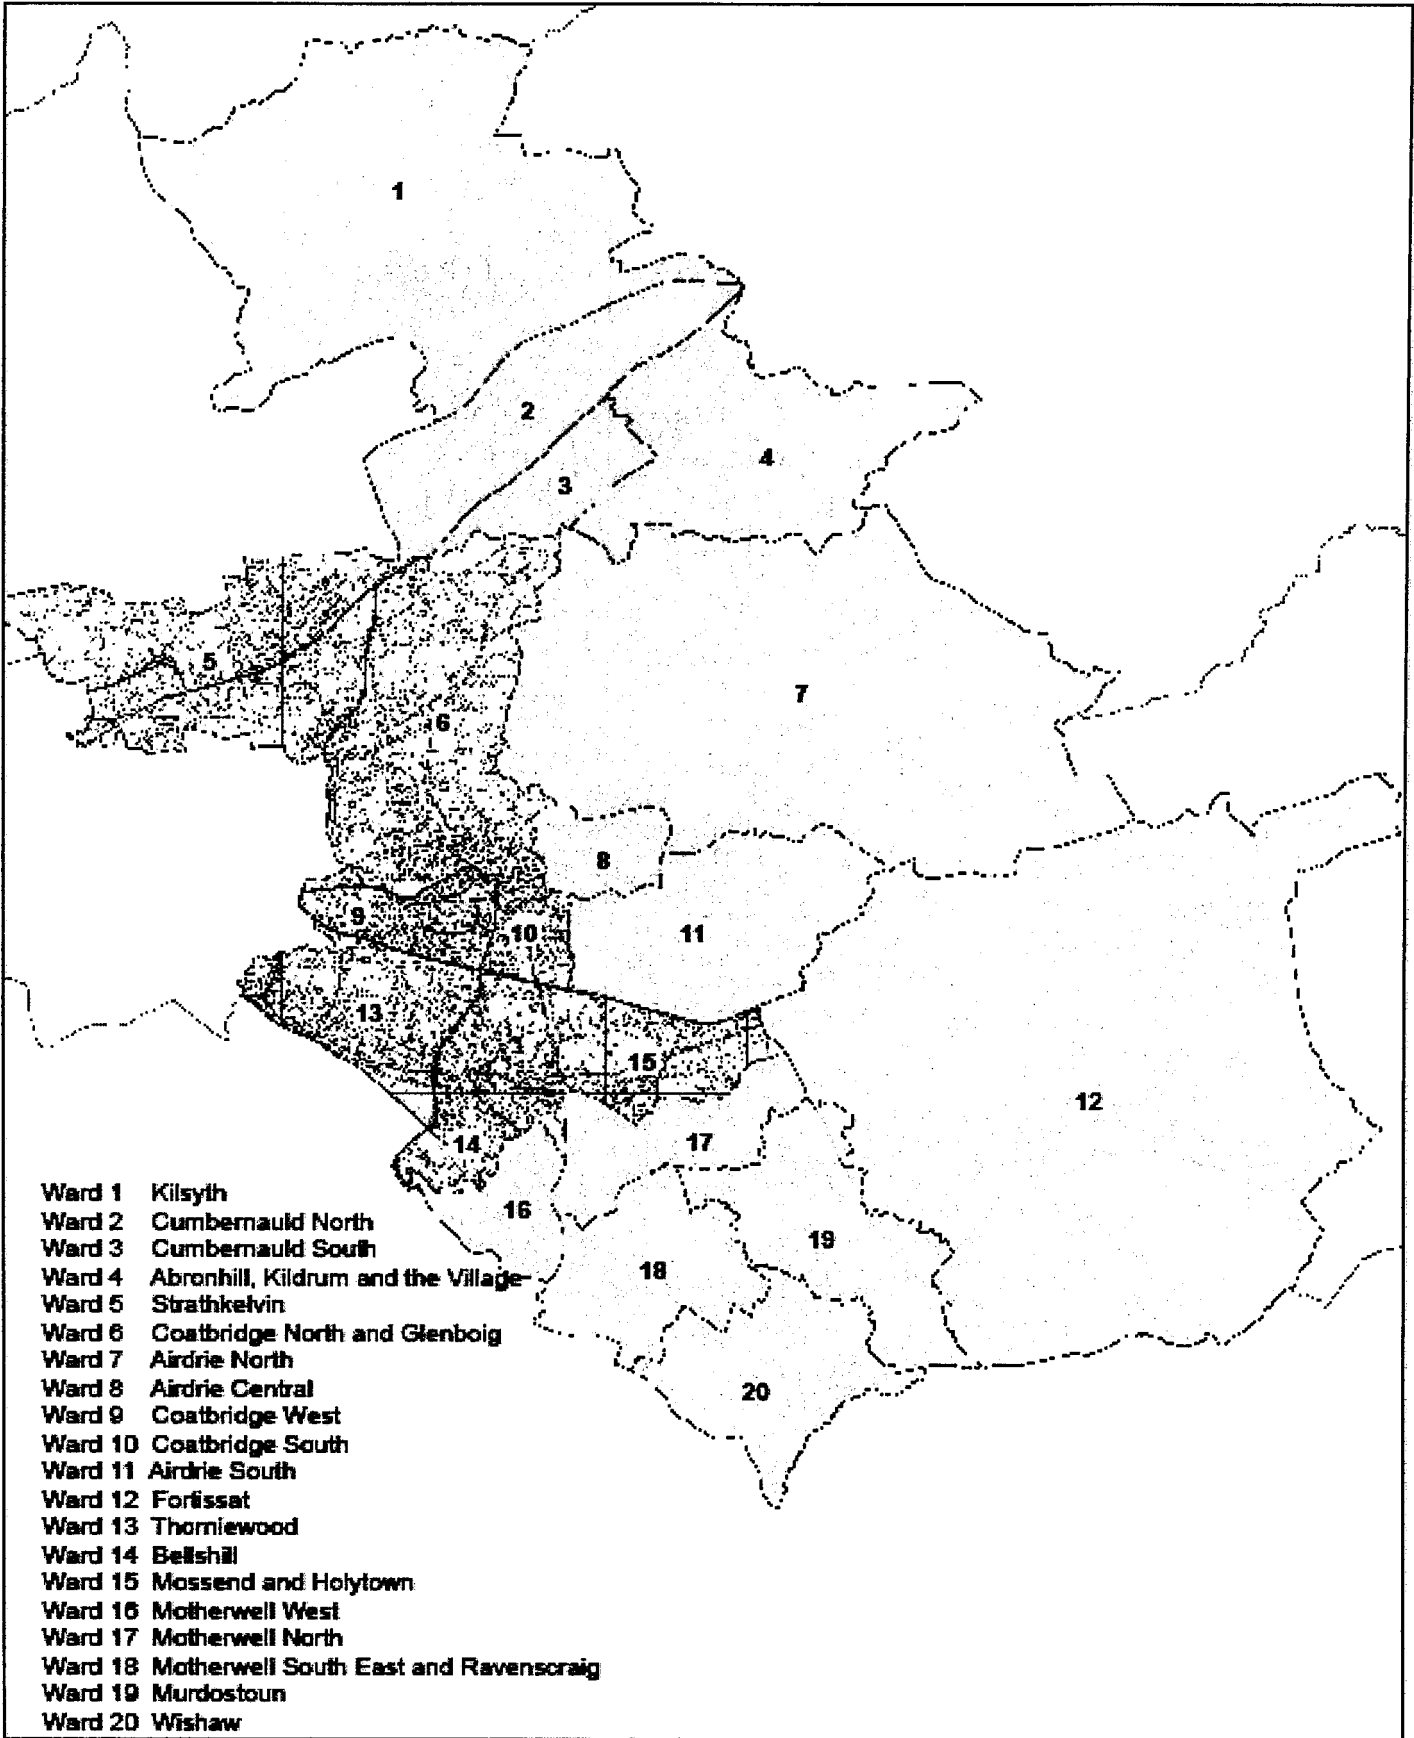 1
2
4
3
5
7
6
8
9
10
11
13
15
12
17
14
16
19
18
20
Ward 1 Kilsyth
Ward 2 Cumbernauld North
Ward 3 Cumbernauld South
Ward 4 Abronhill, Kildrum and the Village
Ward 5 Strathkelvin
Ward 6 Coatbridge North and Glenboig
Ward 7 Airdrie North
Ward 8 Airdrie Central
Ward 9 Coatbridge West
Ward 10 Coatbridge South
Ward 11 Airdrie South
Ward 12 Fortissat
Ward 13 Thorniewood
Ward 14 Bellshill
Ward 15 Mossend and Holytown
Ward 16 Motherwell West
Ward 17 Motherwell North
Ward 18 Motherwell South East and Ravenscraig
Ward 19 Murdostoun
Ward 20 Wishaw